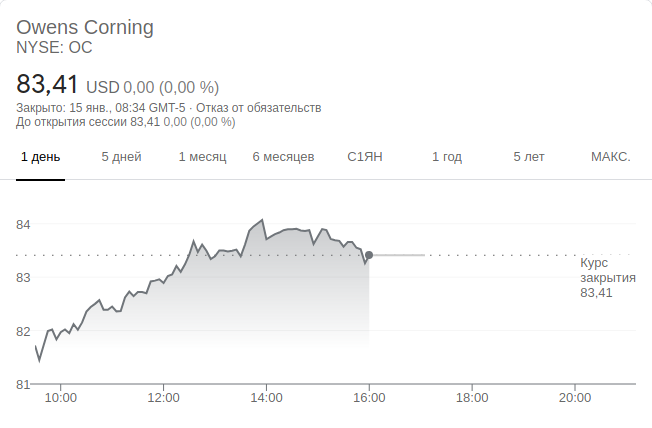 Owens Corning
NYSE: OC
83,41 USD 0,00 (0,00 %)
Закрыто: 15 янв., 08:34 GMT-5 · Отказ от обязательств
До открытия сессии 83,41 0,00 (0,00 %)
1 день 5 дней 1 месяц 6 месяцев С1ЯН 1 год 5 лет МАКС.
84
83
82
81
Курс
закрытия
83,41
10:00 12:00 14:00 16:00 18:00 20:00